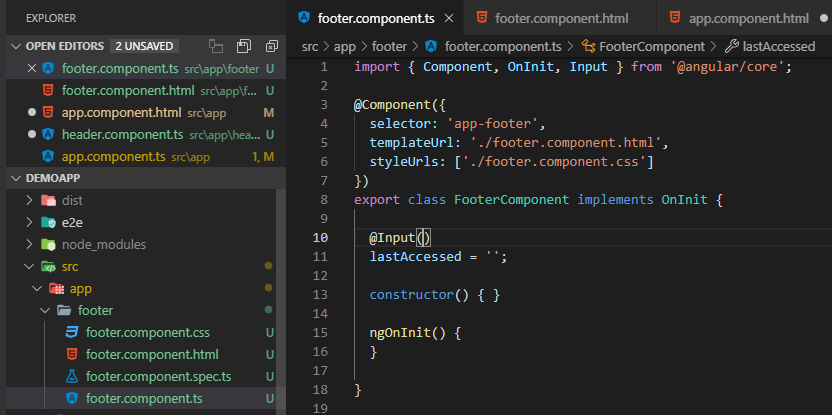 EXPLORER
OPEN EDITORS 2 UNSAVED
footer.component.ts src\app\footer U
footer.component.html src\app\f... U
app.component.html src\app M
header.component.ts src\app\hea... U
app.component.ts src\app 1, M
DEMOAPP
dist
e2e
node_modules
src
app
footer
footer.component.css U
footer.component.html U
footer.component.spec.ts U
footer.component.ts U
footer.component.ts footer.component.html app.component.html
src > app > footer > footer.component.ts > FooterComponent > lastAccessed
1 import { Component, OnInit, Input } from '@angular/core';
2
3 @Component({
4 selector: 'app-footer',
5 templateUrl: './footer.component.html',
6 styleUrls: ['./footer.component.css']
7 })
8 export class FooterComponent implements OnInit {
9
10 @Input()
11 lastAccessed = '';
12
13 constructor() { }
14
15 ngOnInit() {
16 }
17
18 }
19